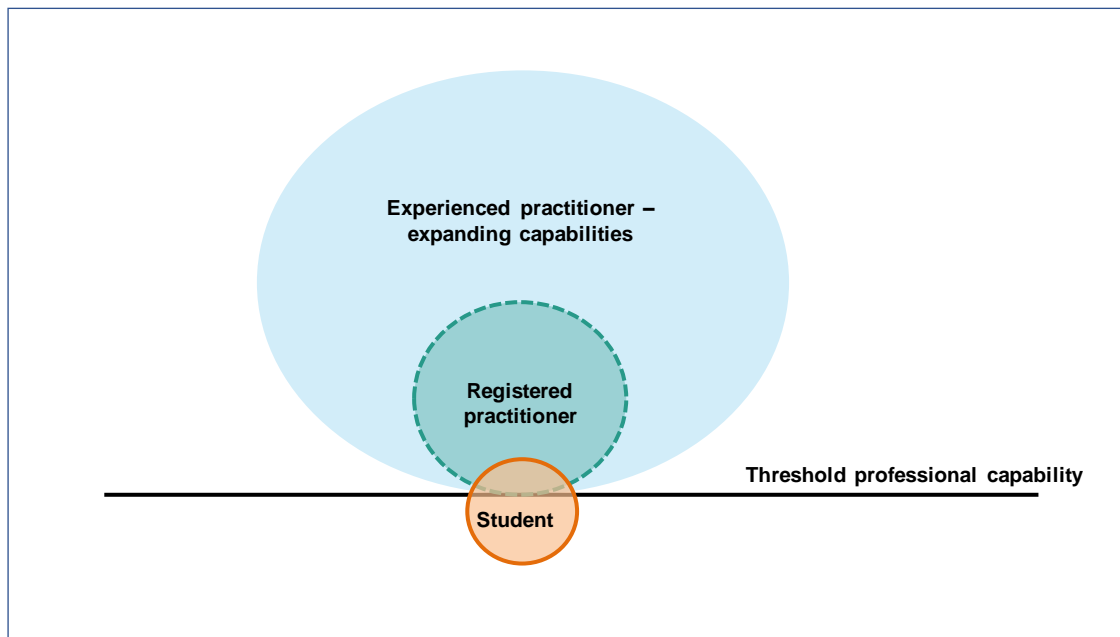 Experienced practitioner –
expanding capabilities
Registered
practitioner
Threshold professional capability
Student